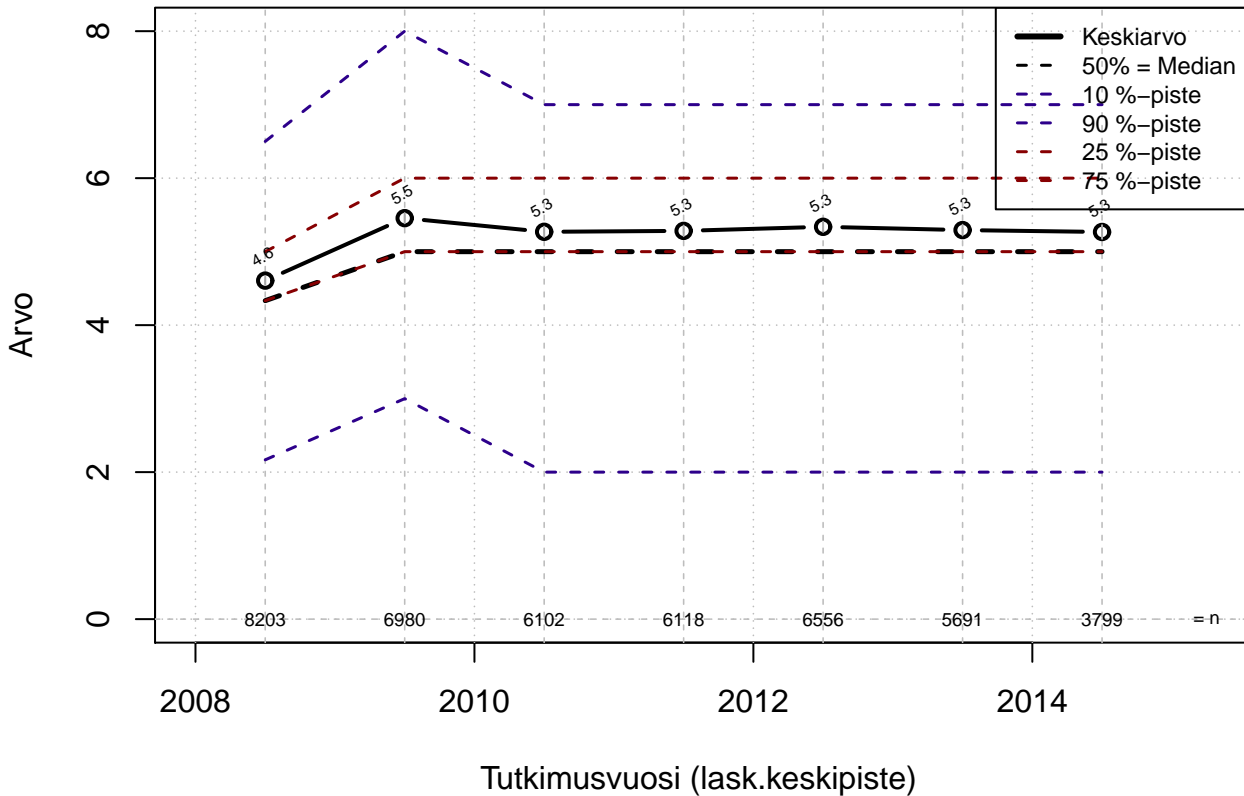 Keskiarvo
50% = Median
10 %−piste
90 %−piste
25 %−piste
75 %−piste
8
6
4
2
0
Arvo
4.6
5.5
5.3
5.3
5.3
5.3
5.3
8203 6980 6102 6118 6556 5691 3799 = n
2008 2010 2012 2014
Tutkimusvuosi (lask.keskipiste)